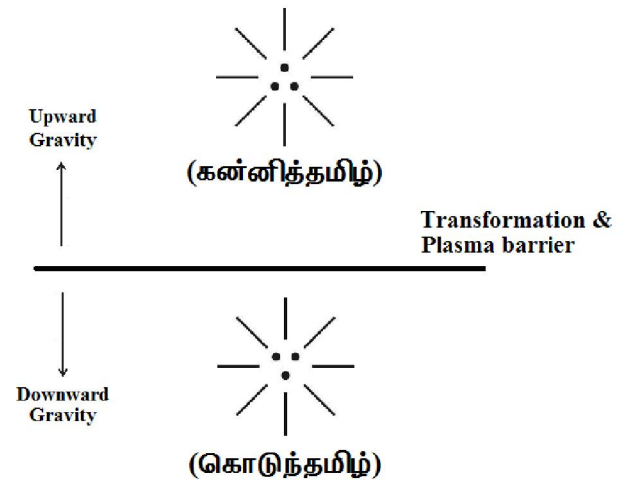 Upward
Gravity
(கன்னித்தமிழ்)
Transformation &
Plasma barrier
Downward
Gravity
(கொடுந்தமிழ்)